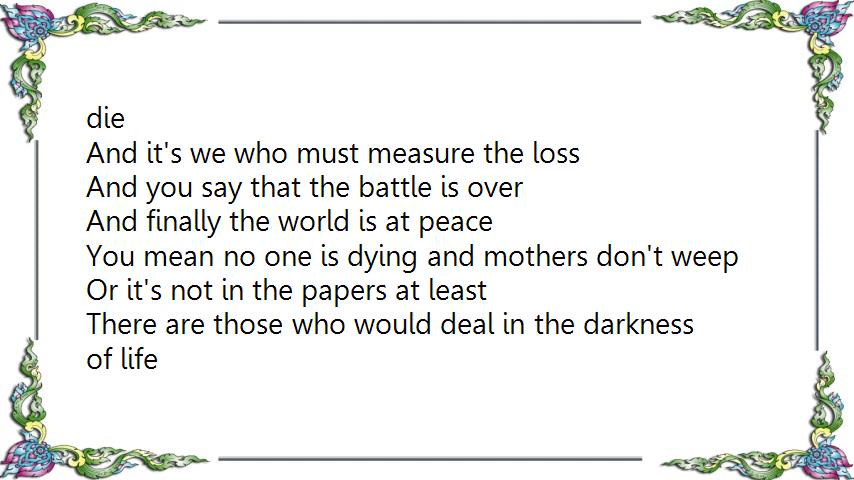 die
And it's we who must measure the loss
And you say that the battle is over
And finally the world is at peace
You mean no one is dying and mothers don't weep
Or it's not in the papers at least
There are those who would deal in the darkness
of life